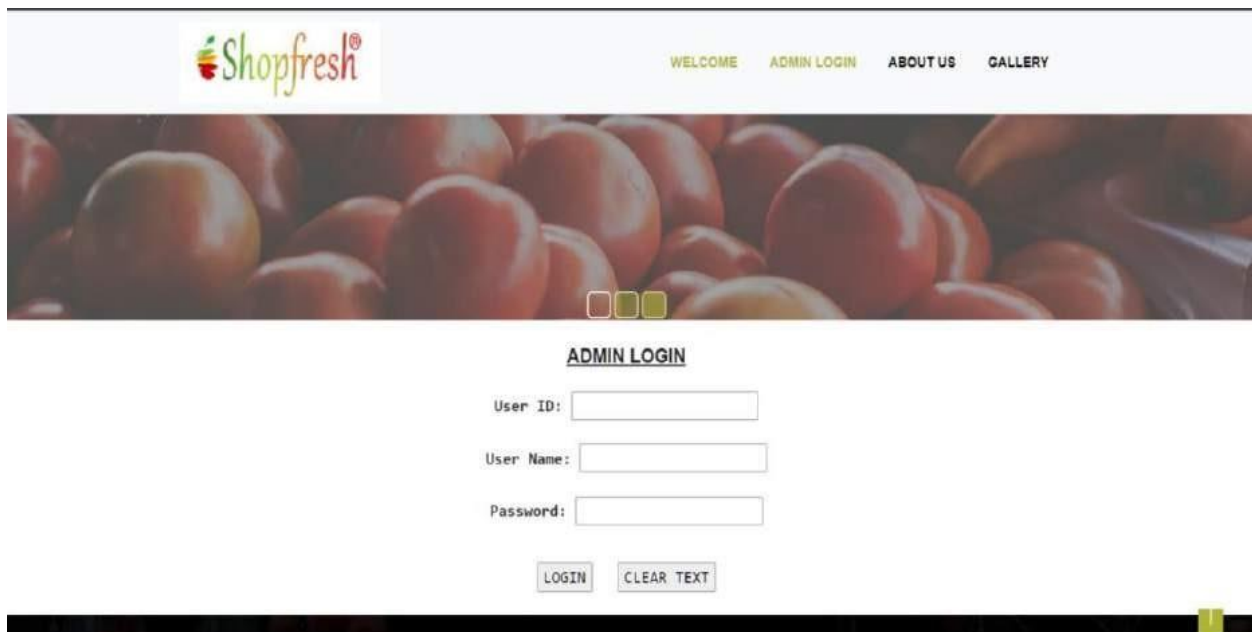 Shopfresh®
WELCOME ADMIN LOGIN ABOUT US GALLERY
ADMIN LOGIN
User ID:
User Name:
Password:
LOGIN CLEAR TEXT